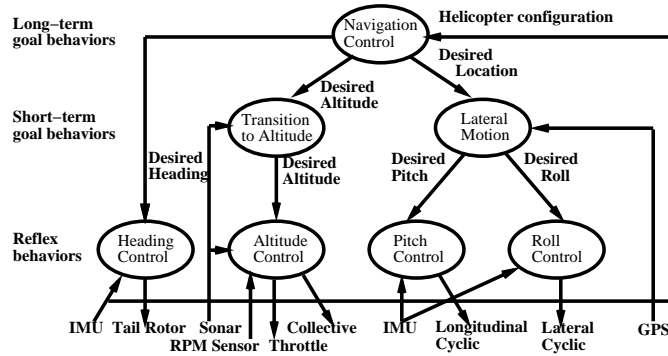 Long–term
goal behaviors
Navigation
Control
Helicopter configuration
Desired
Location
Desired
Altitude
Short–term
goal behaviors
Transition
to Altitude
Lateral
Motion
Desired
Heading
Desired
Altitude
Desired
Pitch
Desired
Roll
Reflex
behaviors
Heading
Control
Altitude
Control
Pitch
Control
Roll
Control
IMU
Tail Rotor
Sonar
RPM Sensor
Throttle
Collective
IMU
Longitudinal
Cyclic
Lateral
Cyclic
GPS